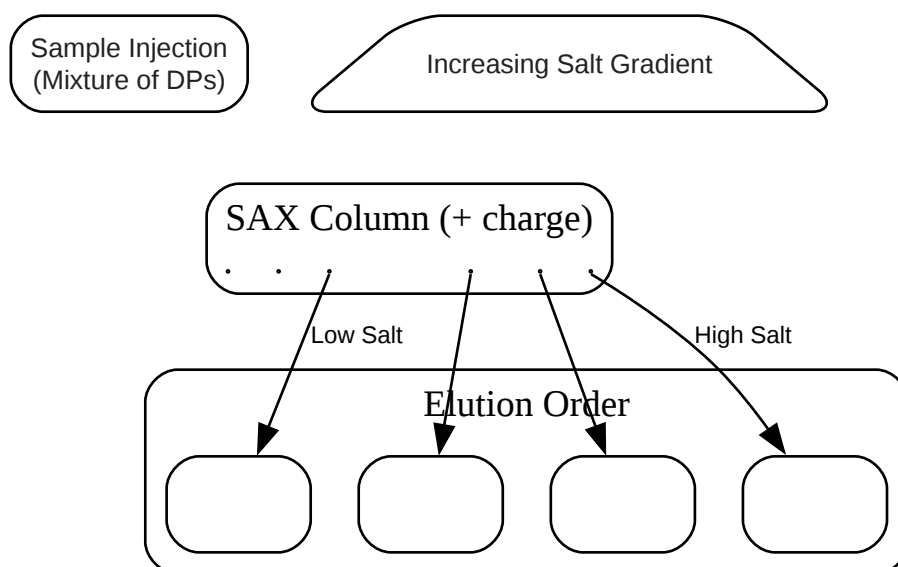 Sample Injection
(Mixture of DPs)
Increasing Salt Gradient
SAX Column (+ charge)
Low Salt
High Salt
Elution Order